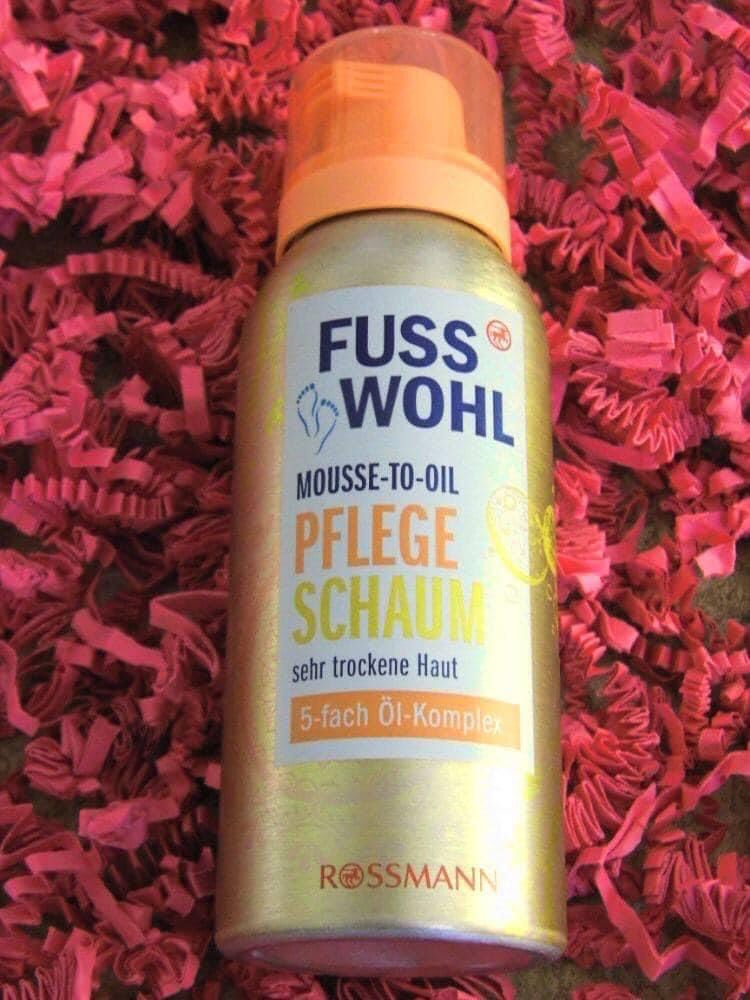 FUSS
WOHL
MOUSSE-TO-OIL
PFLEGE
SCHAUM
sehr trockene Haut
5-fach Öl-Komplex
ROSSMANN